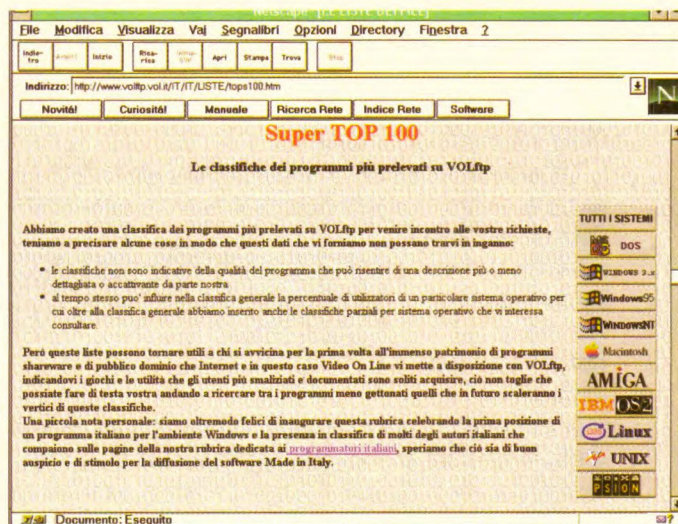 Netscape - [LE LISTE DELLE]
File Modifica Visualizza Vai Segnalibri Opzioni Directory Finestra ?
Indie-tro Avanti Inizio Rica-rica Apri Stampa Trova Stop
Indirizzo: http://www.volftp.vol.it/IT/IT/LISTE/tops100.htm
Novità! Curiosità! Manuale Ricerca Rete Indice Rete Software
N
Super TOP 100
Le classifiche dei programmi più prelevati su VOLftp
Abbiamo creato una classifica dei programmi più prelevati su VOLftp per venire incontro alle vostre richieste,
teniamo a precisare alcune cose in modo che questi dati che vi forniamo non possano trarvi in inganno:
le classifiche non sono indicative della qualità del programma che può risentire di una descrizione più o meno
dettagliata o accattivante da parte nostra
al tempo stesso puo' influire nella classifica generale la percentuale di utilizzatori di un particolare sistema operativo per
cui oltre alla classifica generale abbiamo inserito anche le classifiche parziali per sistema operativo che vi interessa
consultare.
Però queste liste possono tornare utili a chi si avvicina per la prima volta all'immenso patrimonio di programmi
shareware e di pubblico dominio che Internet e in questo caso Video On Line vi mette a disposizione con VOLftp,
indicandovi i giochi e le utilità che gli utenti più smaliziati e documentati sono soliti acquisire, ciò non toglie che
possiate fare di testa vostra andando a ricercare tra i programmi meno gettonati quelli che in futuro scaleranno i
vertici di queste classifiche.
Una piccola nota personale: siamo oltremodo felici di inaugurare questa rubrica celebrando la prima posizione di
un programma italiano per l'ambiente Windows e la presenza in classifica di molti degli autori italiani che
compaiono sulle pagine della nostra rubrica dedicata ai programmatori italiani, speriamo che ciò sia di buon
auspicio e di stimolo per la diffusione del software Made in Italy.
TUTTI I SISTEMI
DOS
WINDOWS 3.x
Windows95
WINDOWSNT
Macintosh
AMIGA
IBM OS2
Linux
UNIX
PSION
Documento: Eseguito